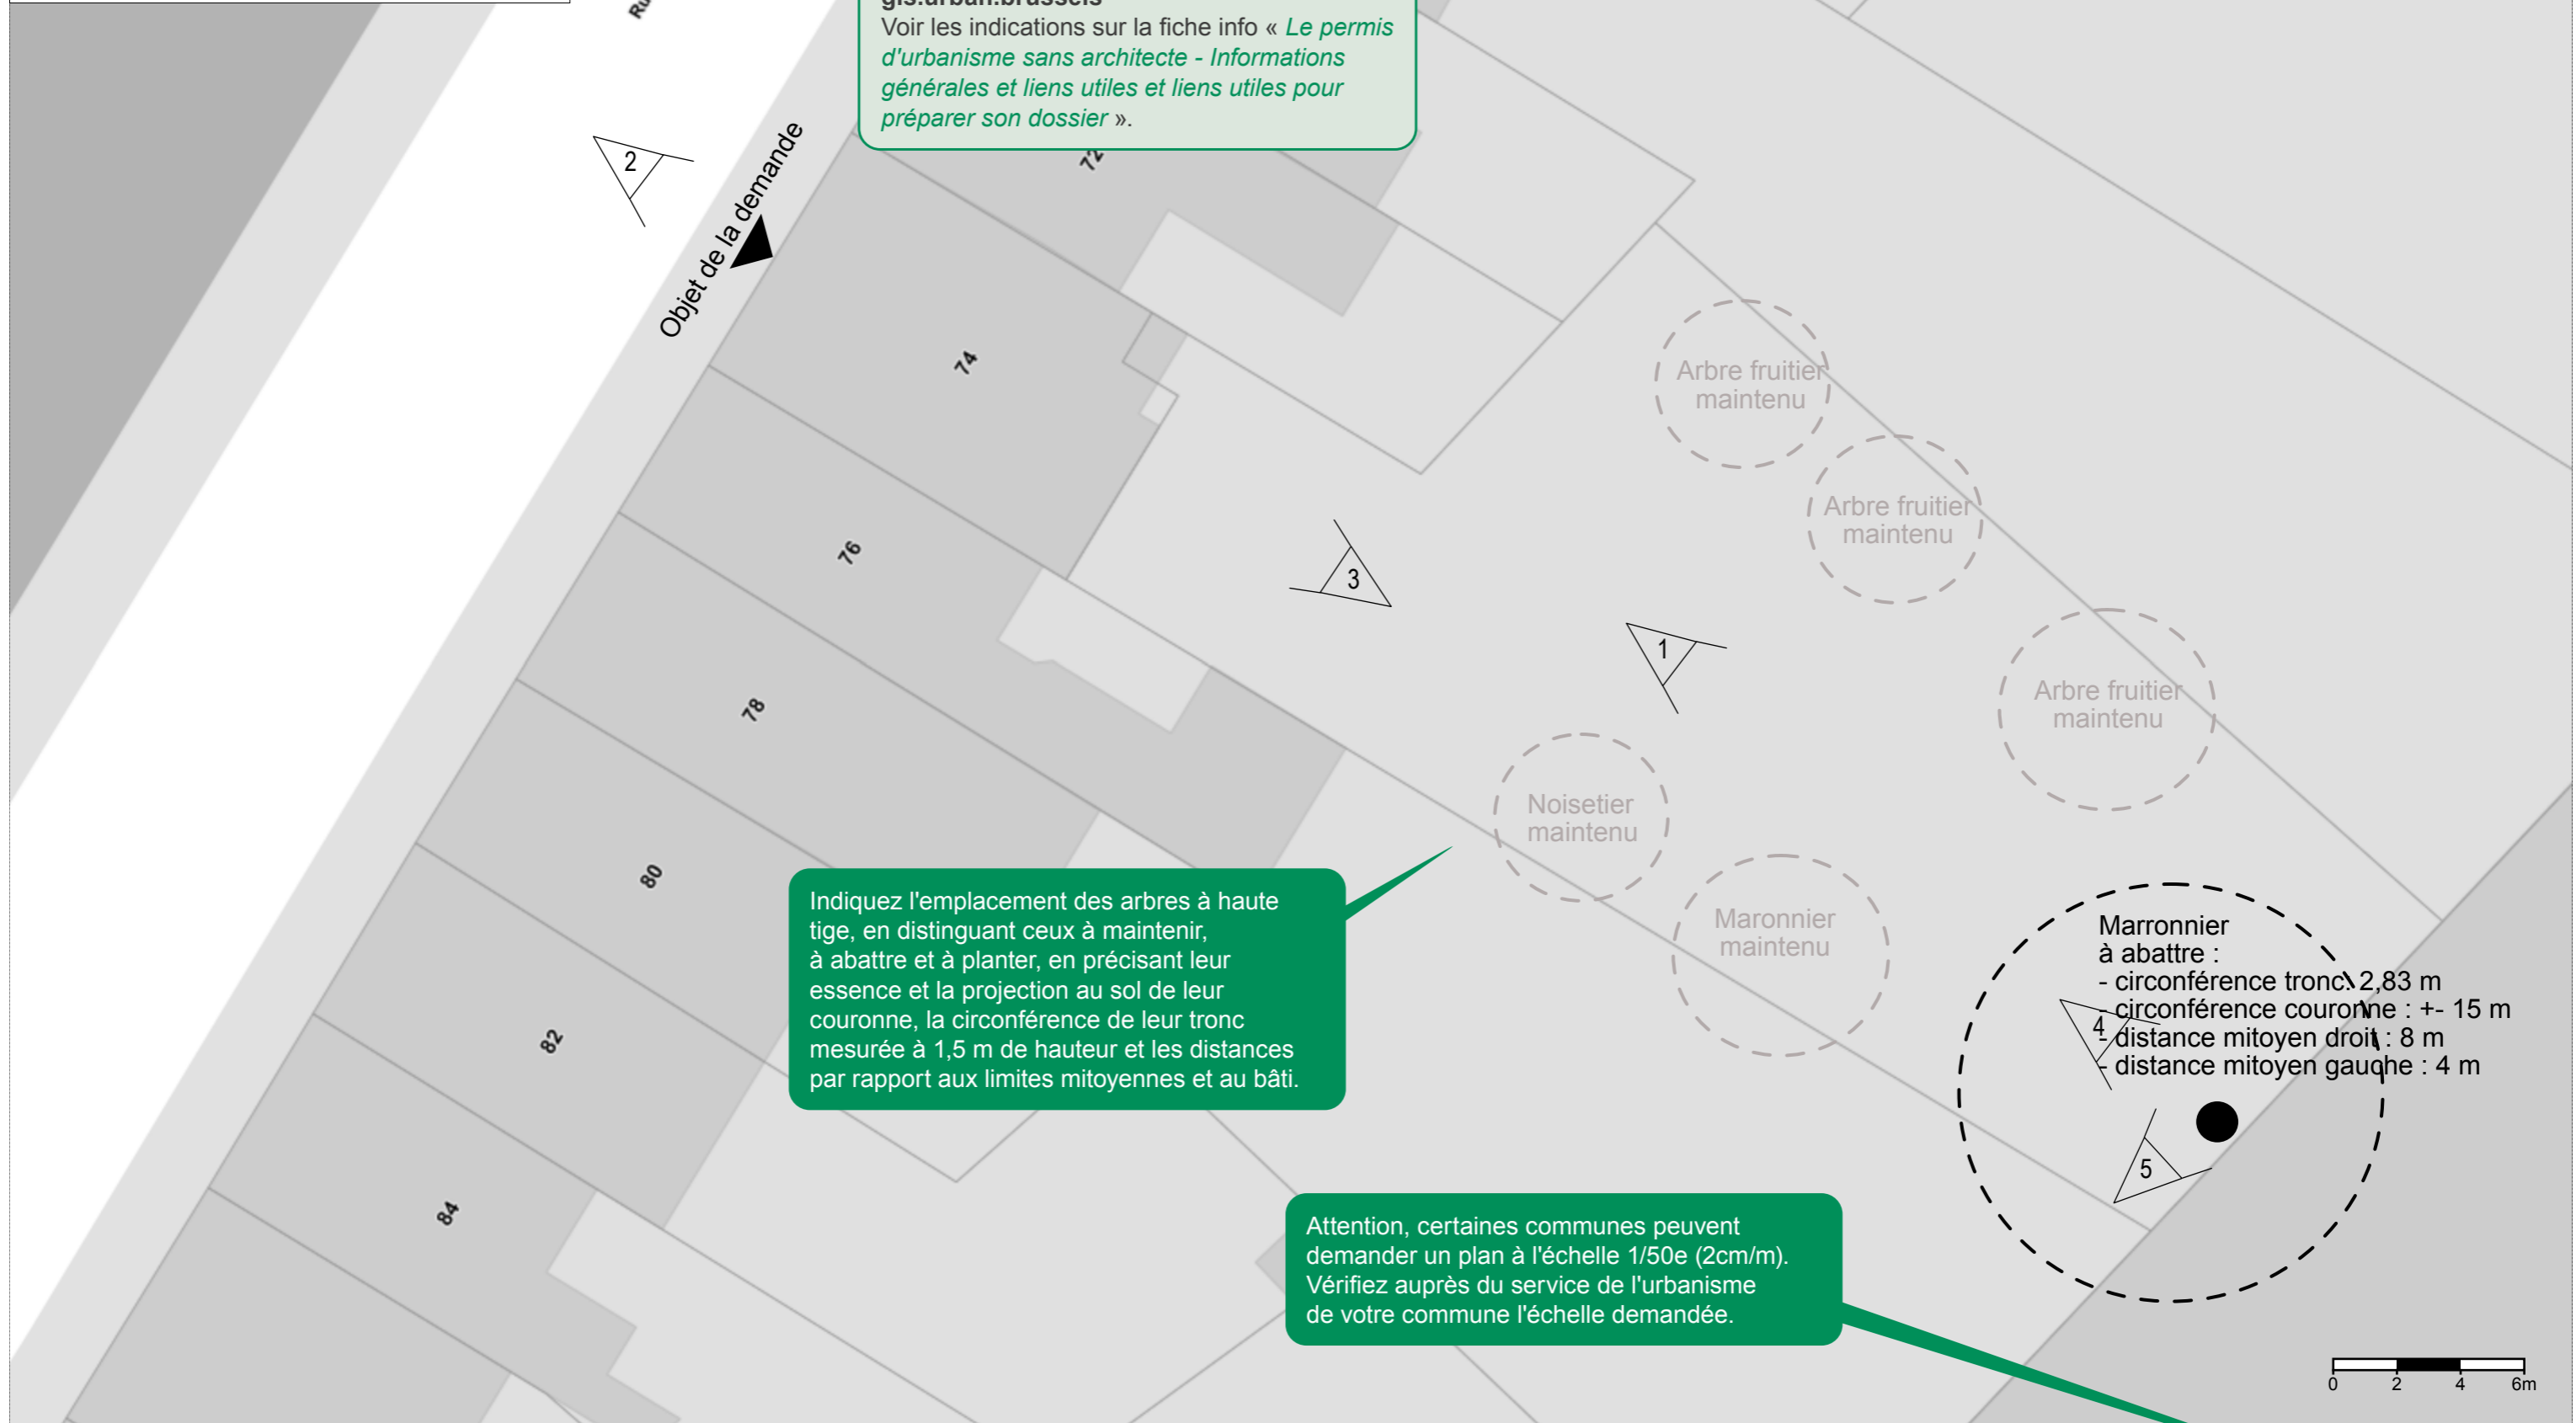 gis.urban.brussels
Voir les indications sur la fiche info « Le permis
d'urbanisme sans architecte - Informations
générales et liens utiles et liens utiles pour
préparer son dossier ».
2
Objet de la demande
72
74
76
78
80
82
84
3
1
Arbre fruitier
maintenu
Arbre fruitier
maintenu
Arbre fruitier
maintenu
Noisetier
maintenu
Maronnier
maintenu
Indiquez l'emplacement des arbres à haute
tige, en distinguant ceux à maintenir,
à abattre et à planter, en précisant leur
essence et la projection au sol de leur
couronne, la circonférence de leur tronc
mesurée à 1,5 m de hauteur et les distances
par rapport aux limites mitoyennes et au bâti.
Marronnier
à abattre :
- circonférence tronc: 2,83 m
- circonférence couronne : +- 15 m
- distance mitoyen droit : 8 m
- distance mitoyen gauche : 4 m
4
5
Attention, certaines communes peuvent
demander un plan à l'échelle 1/50e (2cm/m).
Vérifiez auprès du service de l'urbanisme
de votre commune l'échelle demandée.
0 2 4 6m